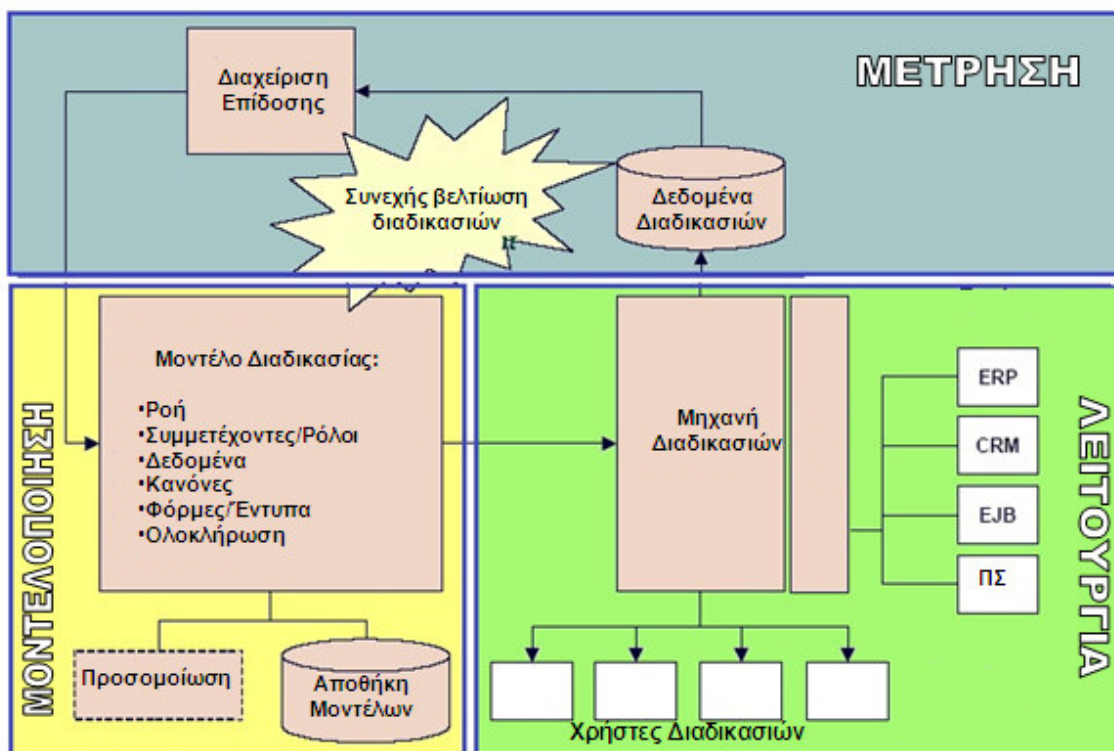 ΜΕΤΡΗΣΗ
Διαχείριση
Επίδοσης
Συνεχής βελτίωση
διαδικασιών
Δεδομένα
Διαδικασιών
ΜΟΝΤΕΛΟΠΟΙΗΣΗ
Μοντέλο Διαδικασίας:
•Ροή
•Συμμετέχοντες/Ρόλοι
•Δεδομένα
•Κανόνες
•Φόρμες/Έντυπα
•Ολοκλήρωση
Προσομοίωση
Αποθήκη
Μοντέλων
Μηχανή
Διαδικασιών
ERP
CRM
EJB
ΠΣ
ΛΕΙΤΟΥΡΓΙΑ
Χρήστες Διαδικασιών